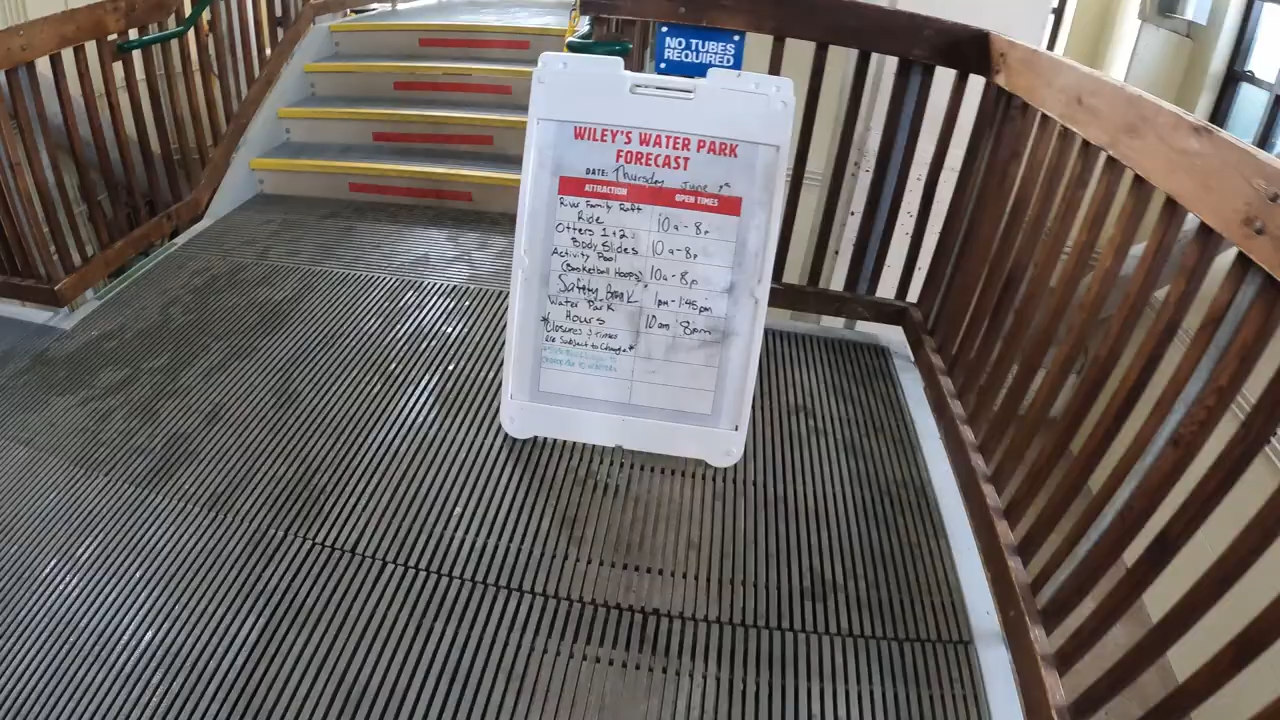 NO TUBES
REQUIRED
WILEY'S WATER PARK
FORECAST
DATE: Thursday June
ATTRACTION OPEN TIMES
River Family Raft
Ride 10a-8p
Otters 1+2
Body Slides 10a-8p
Activity Pool
(Basketball Hoops) 10a-8p
Safety Break 1pm-1:45pm
Water Park
Hours 10am-8pm
*Closures & Times
Are Subject to Change*